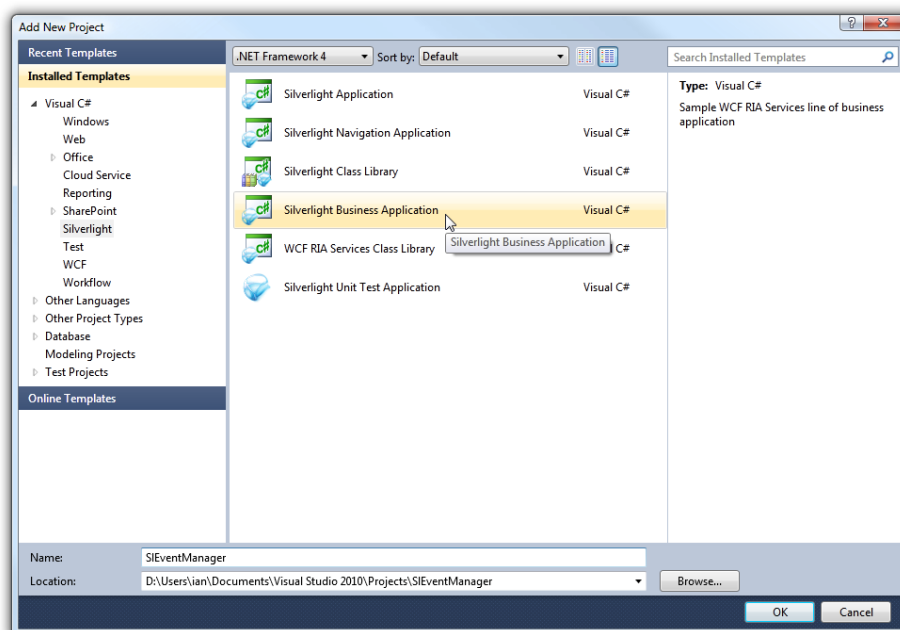 Add New Project
Recent Templates
.NET Framework 4 Sort by: Default Search Installed Templates
Installed Templates
Visual C#
Windows
Web
Office
Cloud Service
Reporting
SharePoint
Silverlight
Test
WCF
Workflow
Other Languages
Other Project Types
Database
Modeling Projects
Test Projects
Online Templates
Silverlight Application Visual C#
Silverlight Navigation Application Visual C#
Silverlight Class Library Visual C#
Silverlight Business Application Visual C#
WCF RIA Services Class Library C#
Silverlight Business Application
Silverlight Unit Test Application Visual C#
Type: Visual C#
Sample WCF RIA Services line of business
application
Name: SlEventManager
Location: D:\Users\ian\Documents\Visual Studio 2010\Projects\SlEventManager Browse...
OK Cancel